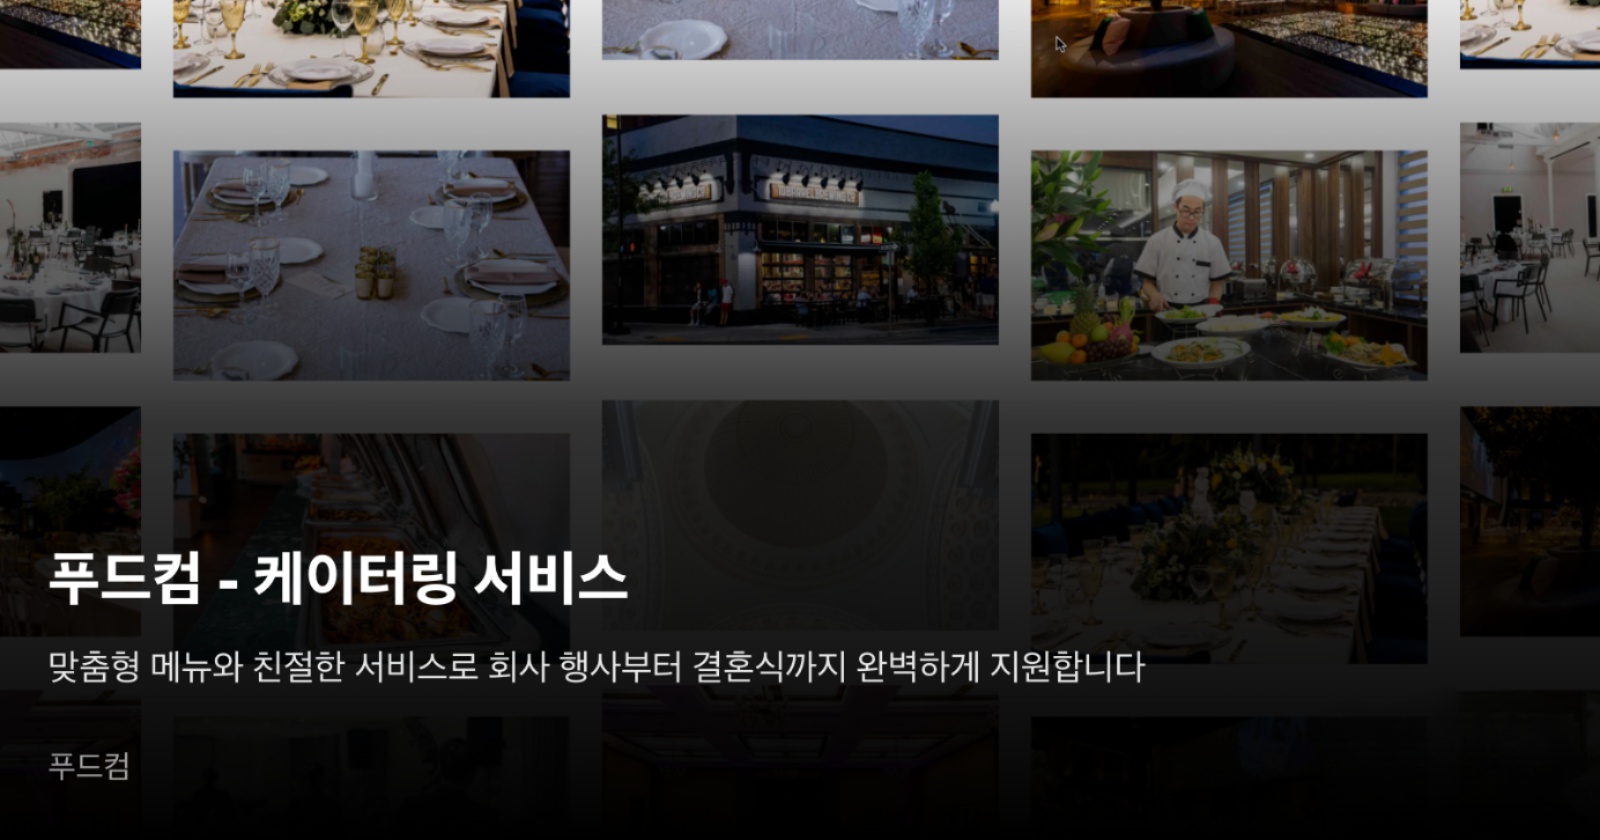 푸드컴 - 케이터링 서비스
맞춤형 메뉴와 친절한 서비스로 회사 행사부터 결혼식까지 완벽하게 지원합니다
푸드컴